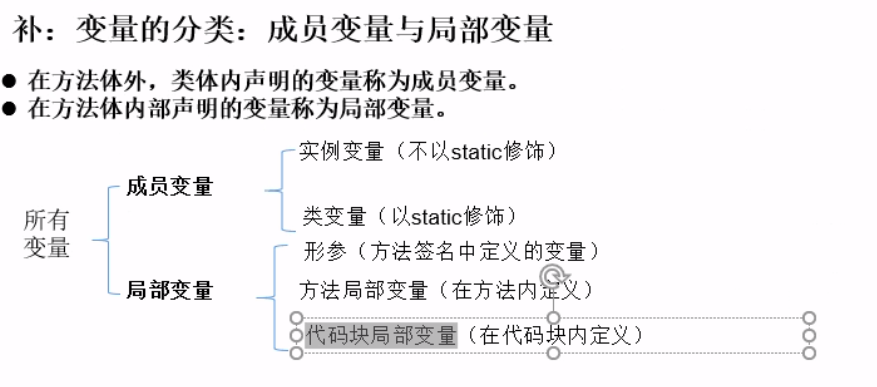 补：变量的分类：成员变量与局部变量
● 在方法体外，类体内声明的变量称为成员变量。
● 在方法体内部声明的变量称为局部变量。
实例变量（不以static修饰）
成员变量
类变量（以static修饰）
所有
变量
形参（方法签名中定义的变量）
局部变量
方法局部变量（在方法内定义）
代码块局部变量（在代码块内定义）